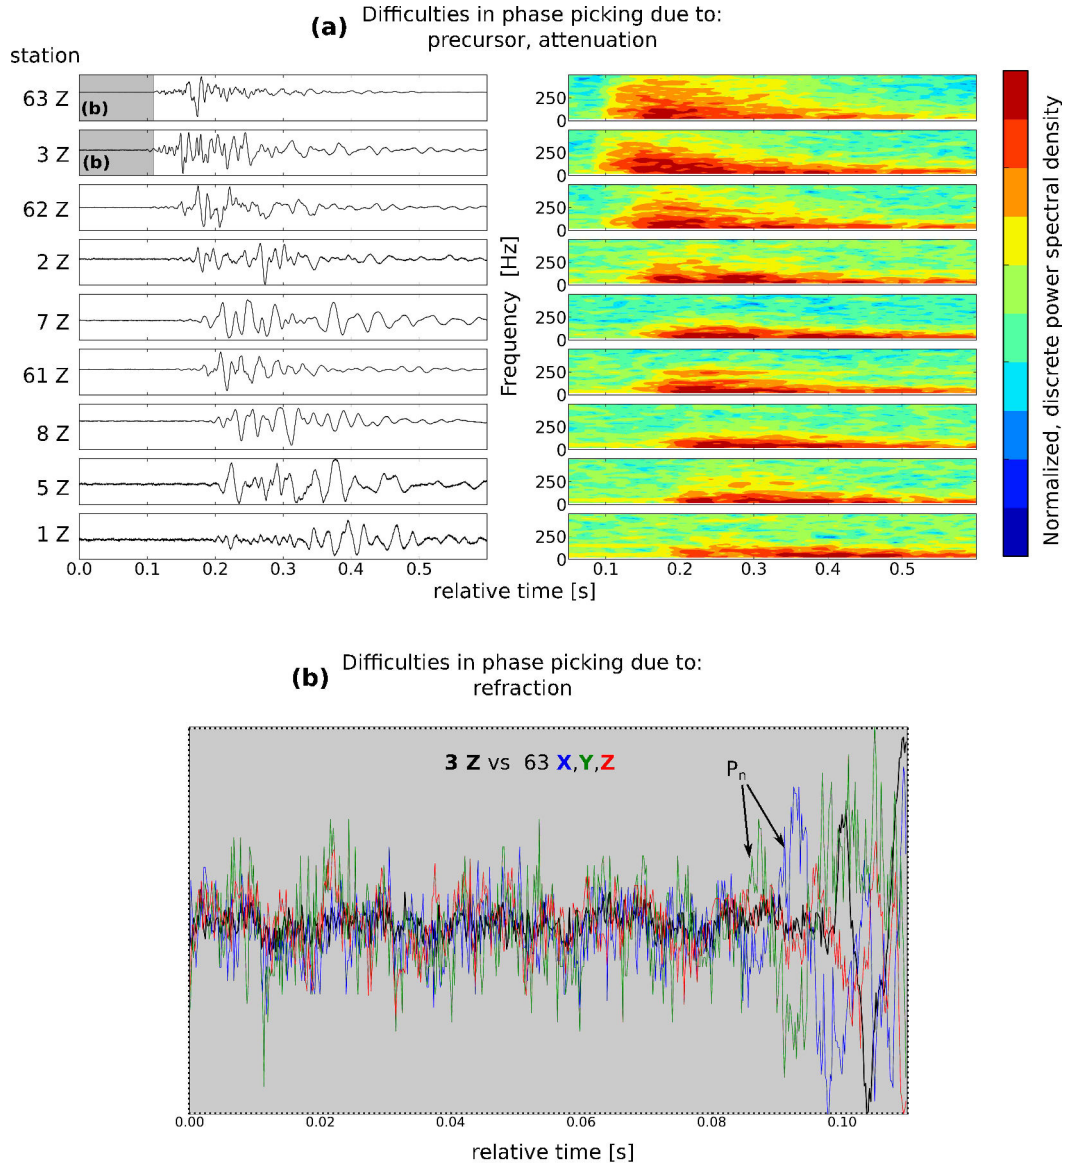 (a) Difficulties in phase picking due to:
precursor, attenuation
station
63 Z
(b)
250
0
3 Z
(b)
250
0
62 Z
250
0
2 Z
250
0
7 Z
250
0
61 Z
250
0
8 Z
250
0
5 Z
250
0
1 Z
250
0
Frequency [Hz]
Normalized, discrete power spectral density
0.0 0.1 0.2 0.3 0.4 0.5
relative time [s]
0.1 0.2 0.3 0.4 0.5
relative time [s]
(b) Difficulties in phase picking due to:
refraction
3 Z vs 63 X,Y,Z
Pn
0.00 0.02 0.04 0.06 0.08 0.10
relative time [s]